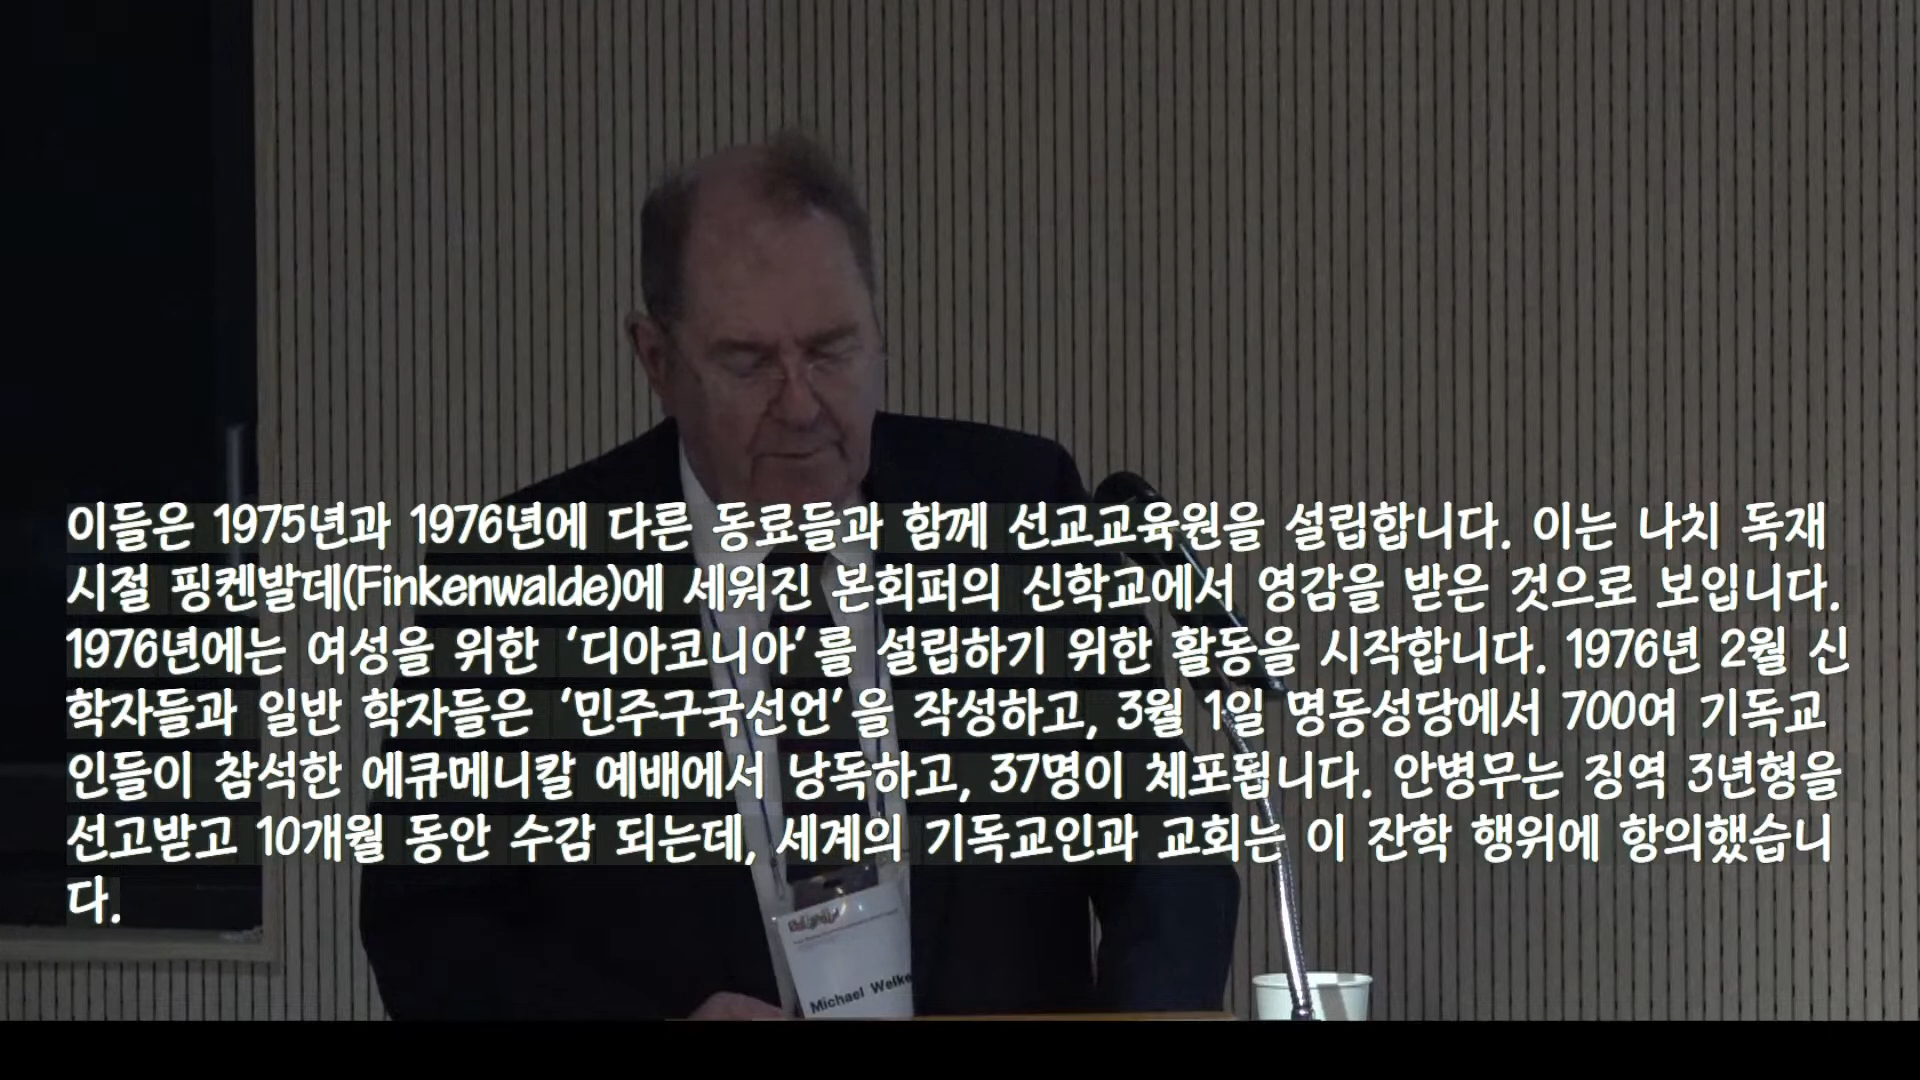 이들은 1975년과 1976년에 다른 동료들과 함께 선교교육원을 설립합니다. 이는 나치 독재
시절 핑켄발데(Finkenwalde)에 세워진 본회퍼의 신학교에서 영감을 받은 것으로 보입니다.
1976년에는 여성을 위한 '디아코니아'를 설립하기 위한 활동을 시작합니다. 1976년 2월 신
학자들과 일반 학자들은 '민주구국선언'을 작성하고, 3월 1일 명동성당에서 700여 기독교
인들이 참석한 에큐메니칼 예배에서 낭독하고, 37명이 체포됩니다. 안병무는 징역 3년형을
선고받고 10개월 동안 수감 되는데, 세계의 기독교인과 교회는 이 잔학 행위에 항의했습니
다.
Michael Welke